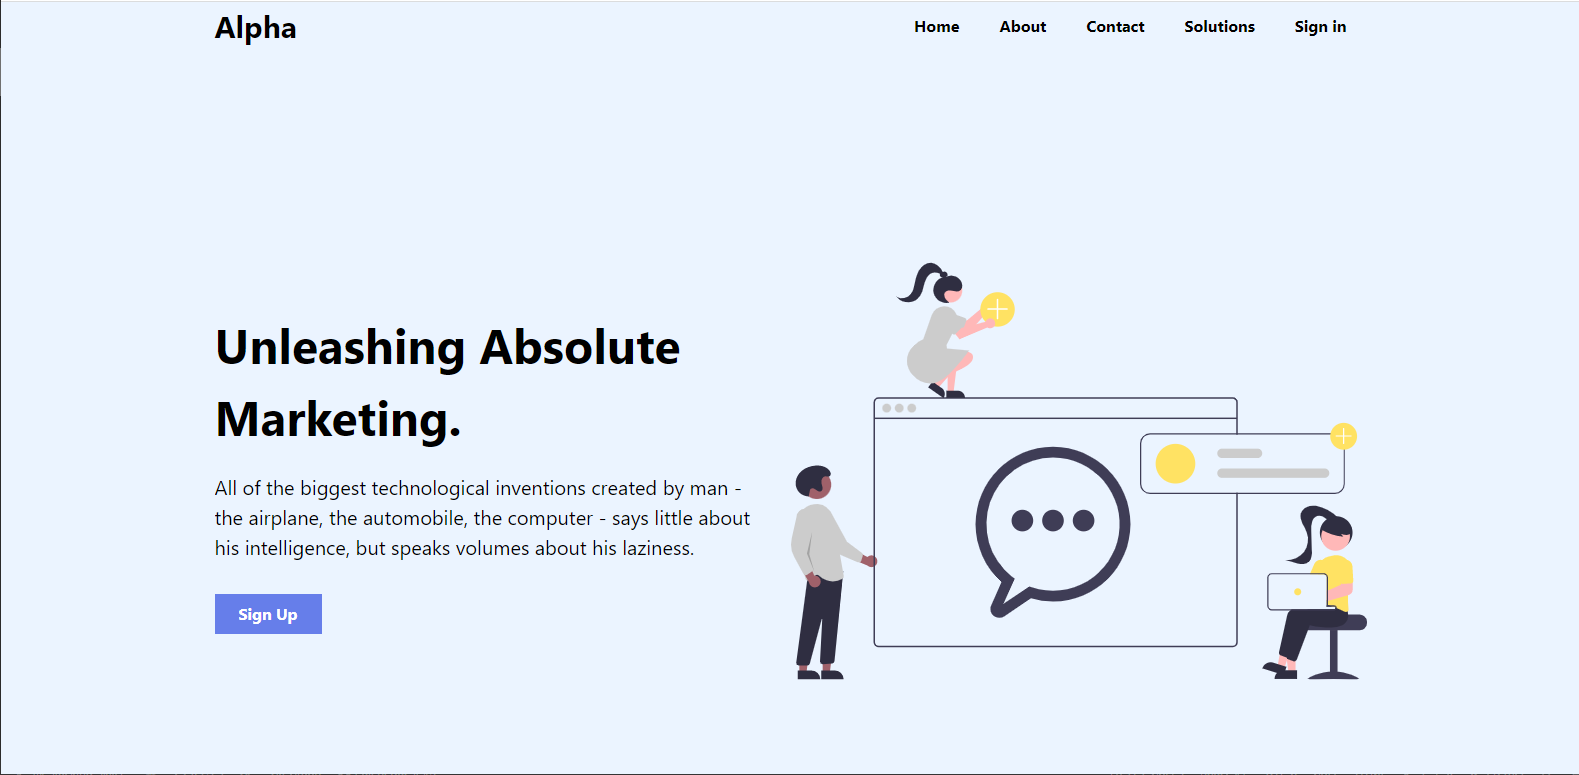 Alpha
Home About Contact Solutions Sign in
Unleashing Absolute
Marketing.
All of the biggest technological inventions created by man -
the airplane, the automobile, the computer - says little about
his intelligence, but speaks volumes about his laziness.
Sign Up